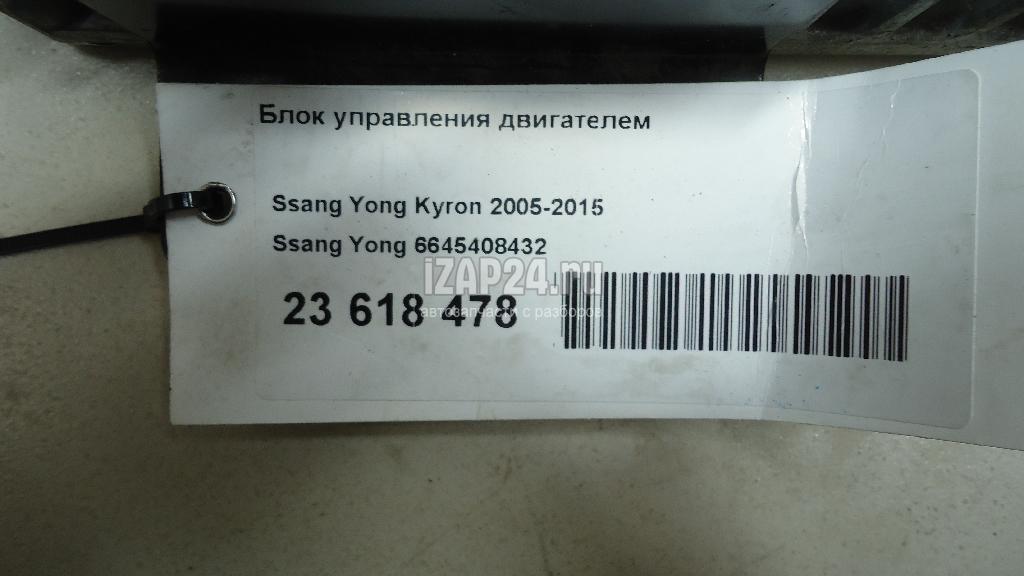 Блок управления двигателем
Ssang Yong Kyron 2005-2015
Ssang Yong 6645408432
iZAP24.ru
23 618 478
автозапчасти с разборов